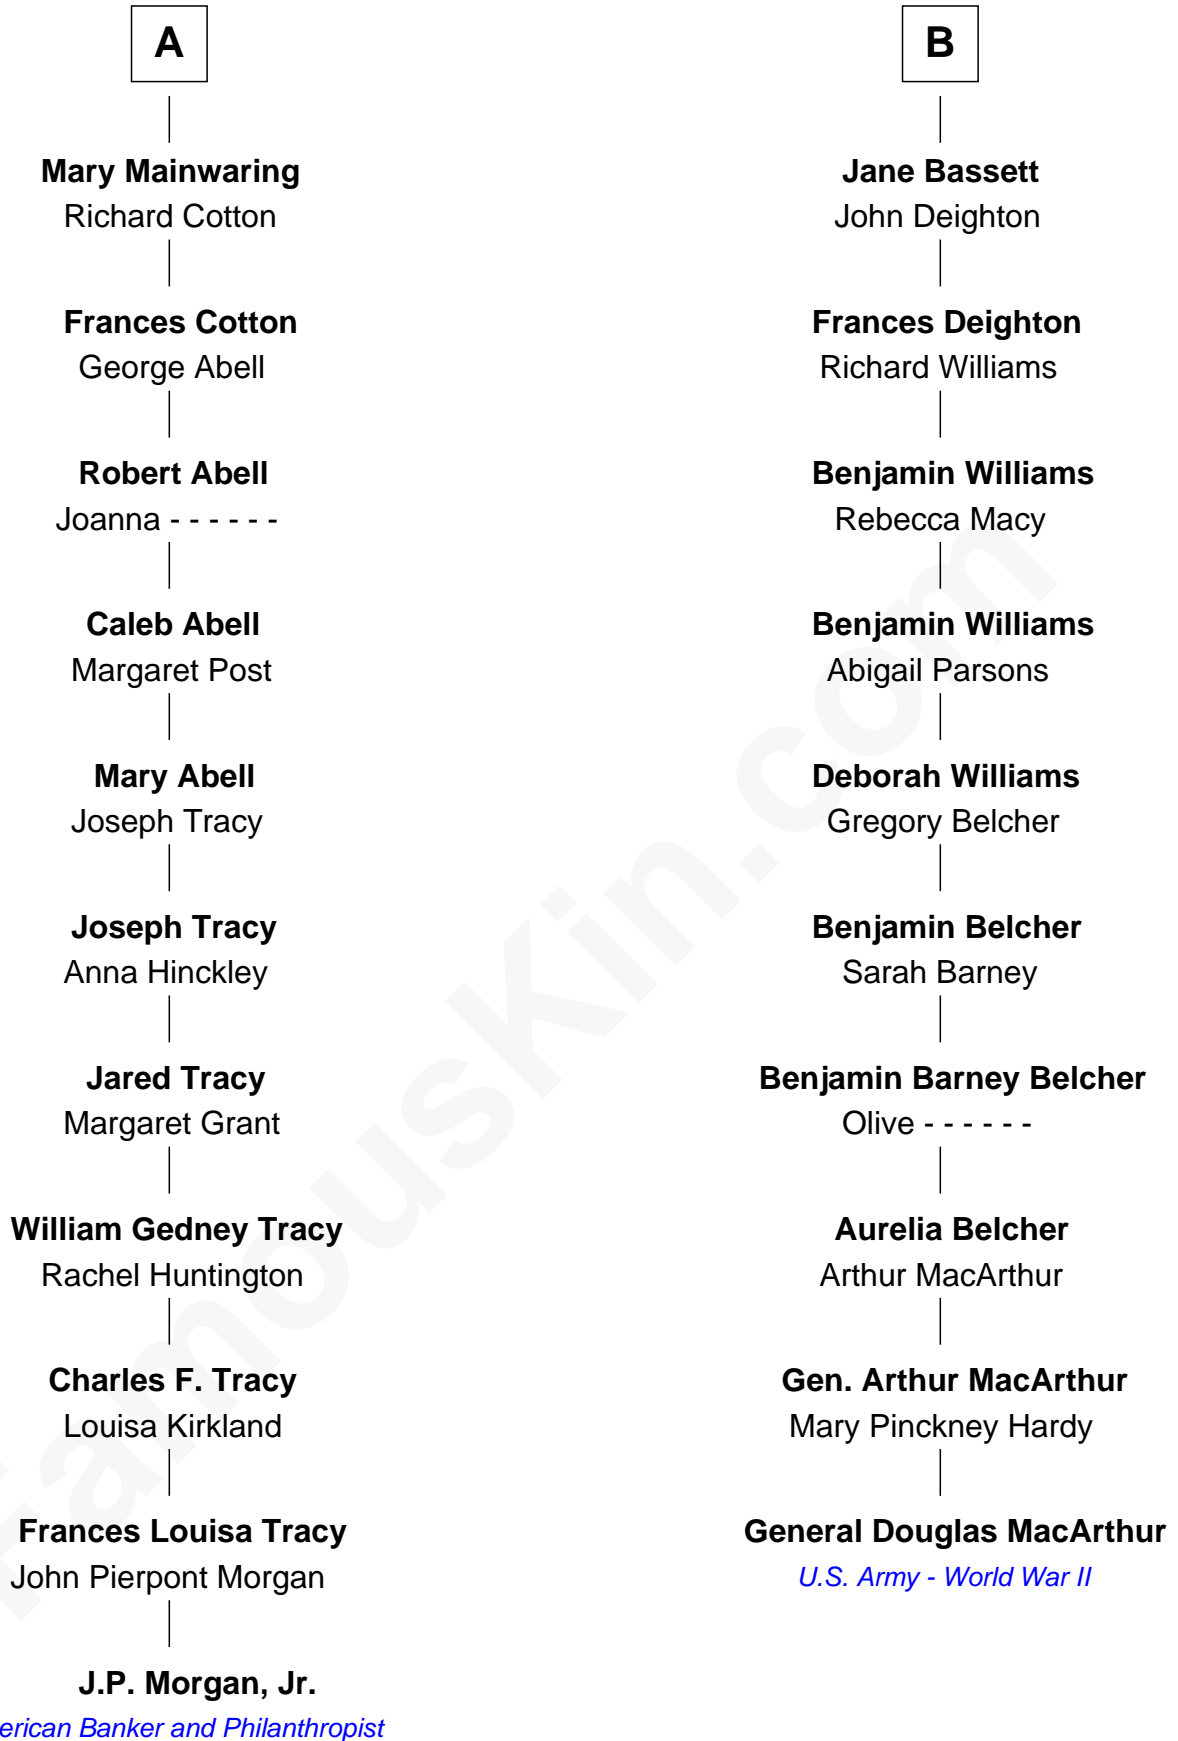 A
Mary Mainwaring
Richard Cotton
Frances Cotton
George Abell
Robert Abell
Joanna - - - - - -
Caleb Abell
Margaret Post
Mary Abell
Joseph Tracy
Joseph Tracy
Anna Hinckley
Jared Tracy
Margaret Grant
William Gedney Tracy
Rachel Huntington
Charles F. Tracy
Louisa Kirkland
Frances Louisa Tracy
John Pierpont Morgan
J.P. Morgan, Jr.
erican Banker and Philanthropist
B
Jane Bassett
John Deighton
Frances Deighton
Richard Williams
Benjamin Williams
Rebecca Macy
Benjamin Williams
Abigail Parsons
Deborah Williams
Gregory Belcher
Benjamin Belcher
Sarah Barney
Benjamin Barney Belcher
Olive - - - - - -
Aurelia Belcher
Arthur MacArthur
Gen. Arthur MacArthur
Mary Pinckney Hardy
General Douglas MacArthur
U.S. Army - World War II
FamousKin.com